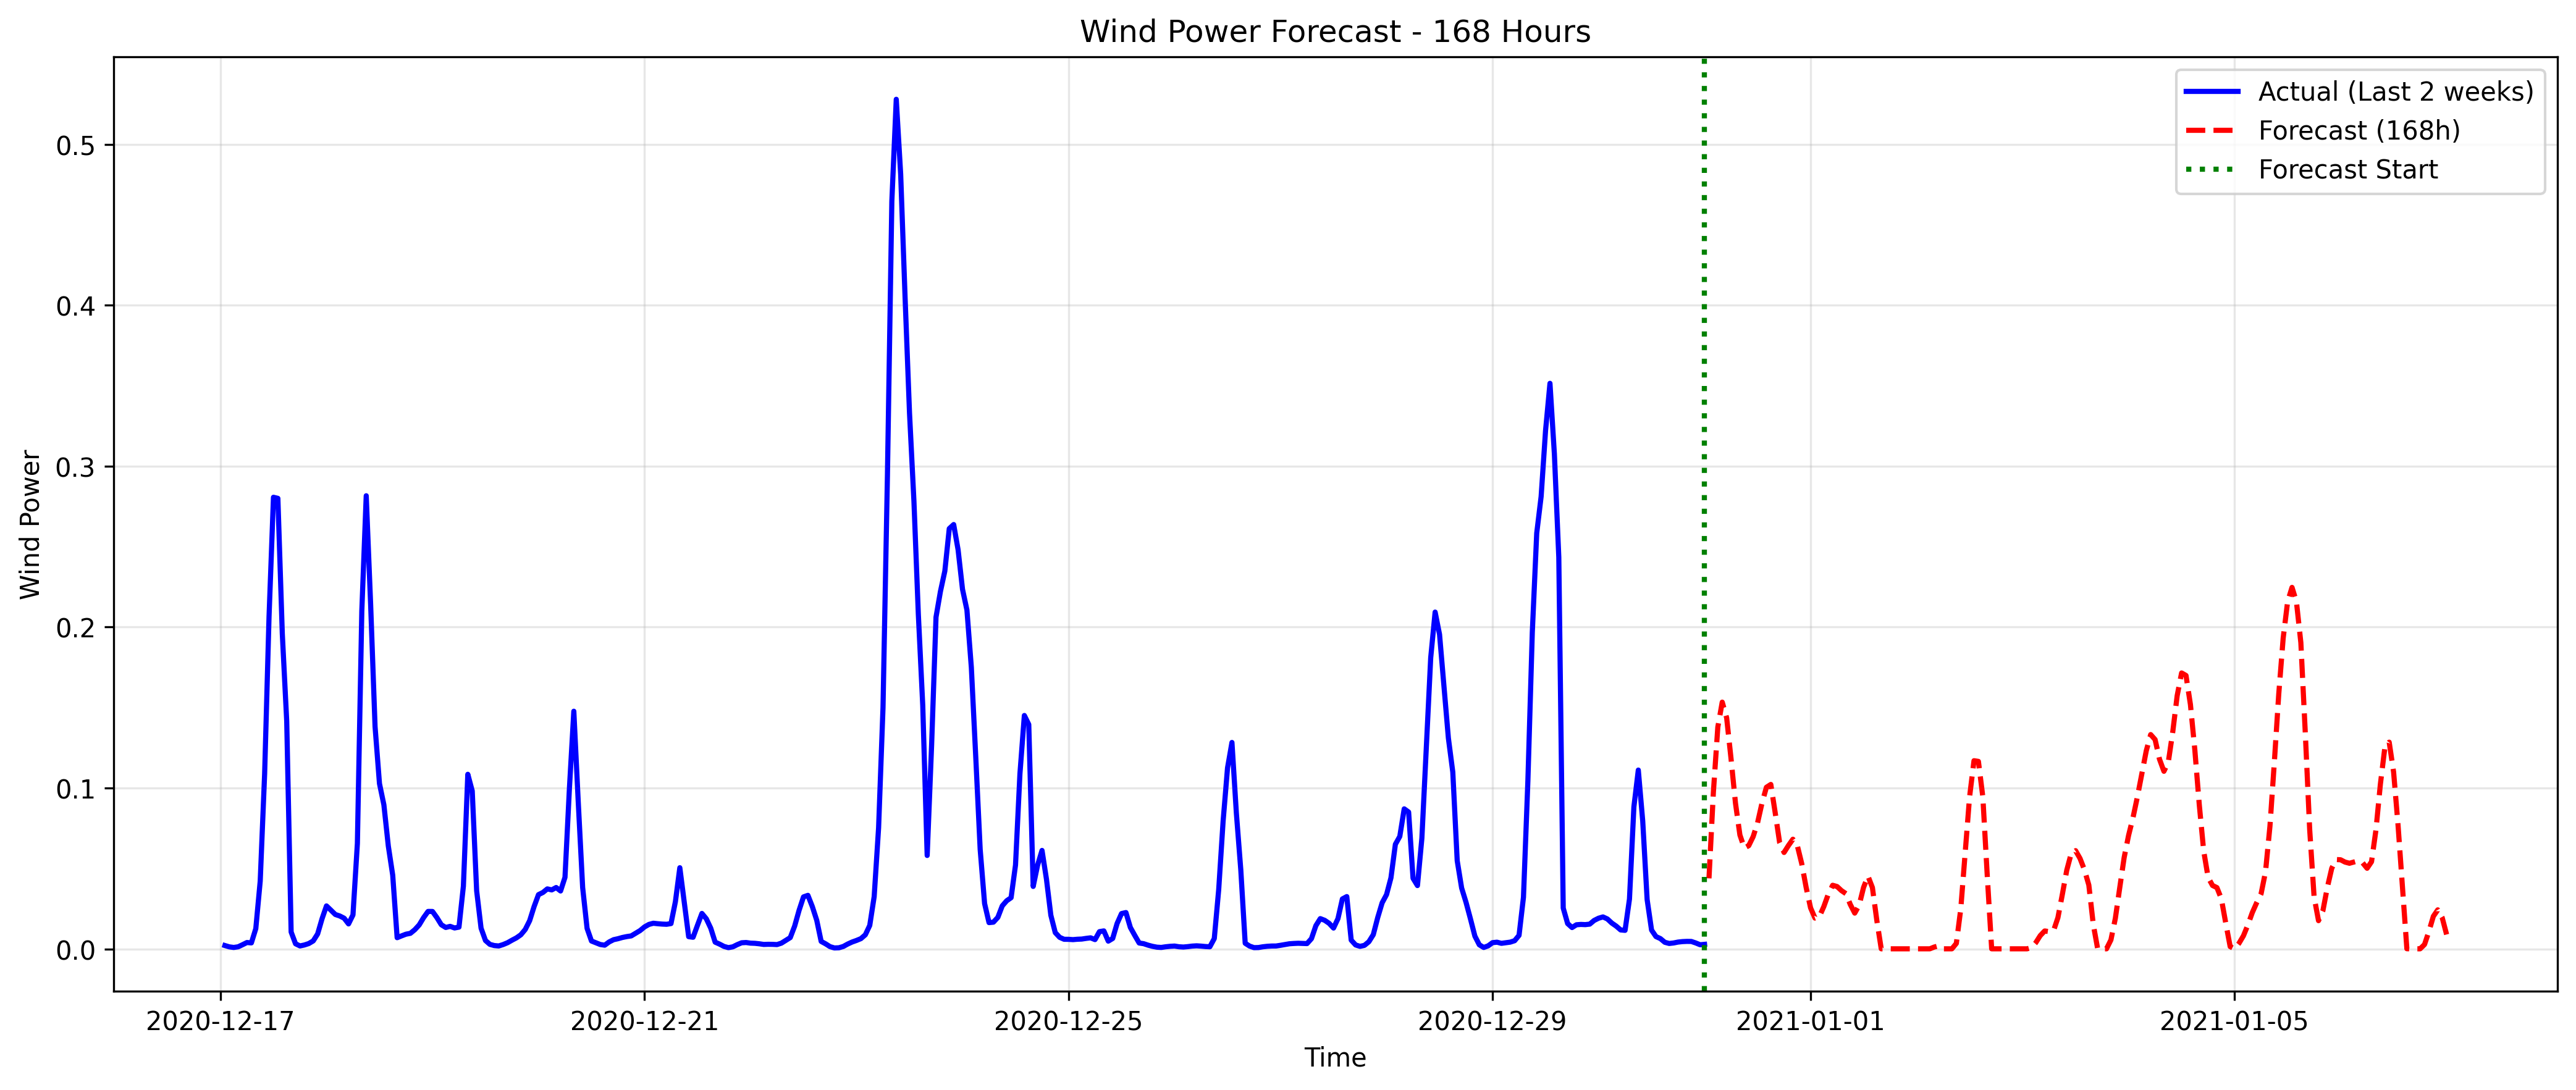 Wind Power Forecast - 168 Hours
Actual (Last 2 weeks)
Forecast (168h)
Forecast Start
Wind Power
0.5
0.4
0.3
0.2
0.1
0.0
2020-12-17
2020-12-21
2020-12-25
2020-12-29
2021-01-01
2021-01-05
Time